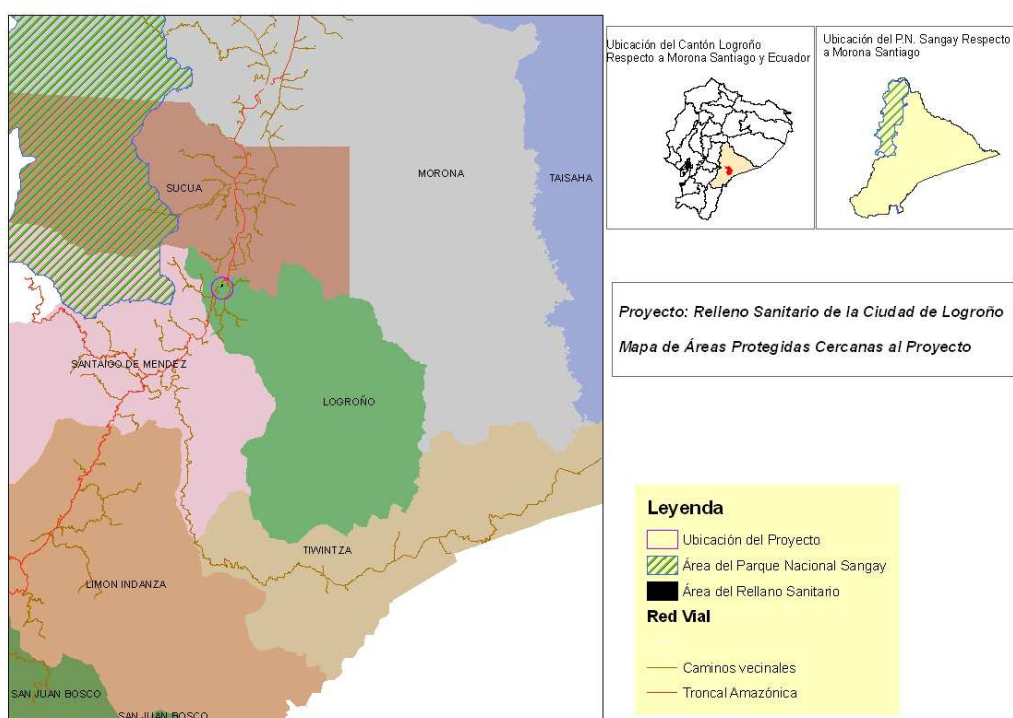 Ubicación del Cantón Logroño
Respecto a Morona Santiago y Ecuador
Ubicación del P.N. Sangay Respecto
a Morona Santiago
MORONA
TAISAHA
SUCUA
SANTAIGO DE MENDEZ
LOGROÑO
TIWINTZA
LIMON INDANZA
SAN JUAN BOSCO
SAN JUAN BOSCO
Proyecto: Relleno Sanitario de la Ciudad de Logroño
Mapa de Áreas Protegidas Cercanas al Proyecto
Leyenda
Ubicación del Proyecto
Área del Parque Nacional Sangay
Área del Rellano Sanitario
Red Vial
Caminos vecinales
Troncal Amazónica